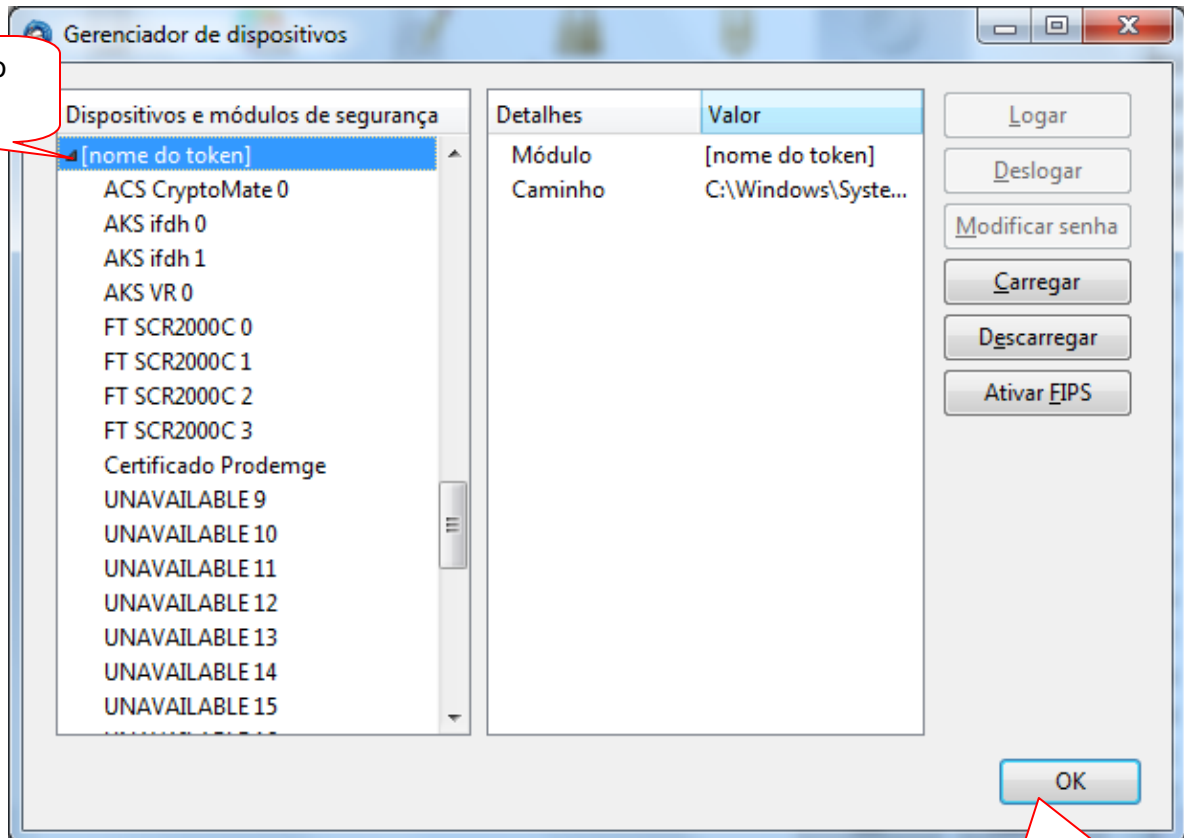 Gerenciador de dispositivos
o
Dispositivos e módulos de segurança
[nome do token]
ACS CryptoMate 0
AKS ifdh 0
AKS ifdh 1
AKS VR 0
FT SCR2000C 0
FT SCR2000C 1
FT SCR2000C 2
FT SCR2000C 3
Certificado Prodemge
UNAVAILABLE 9
UNAVAILABLE 10
UNAVAILABLE 11
UNAVAILABLE 12
UNAVAILABLE 13
UNAVAILABLE 14
UNAVAILABLE 15
Detalhes Valor
Módulo [nome do token]
Caminho C:\Windows\Syste...
Logar
Deslogar
Modificar senha
Carregar
Descarregar
Ativar FIPS
OK